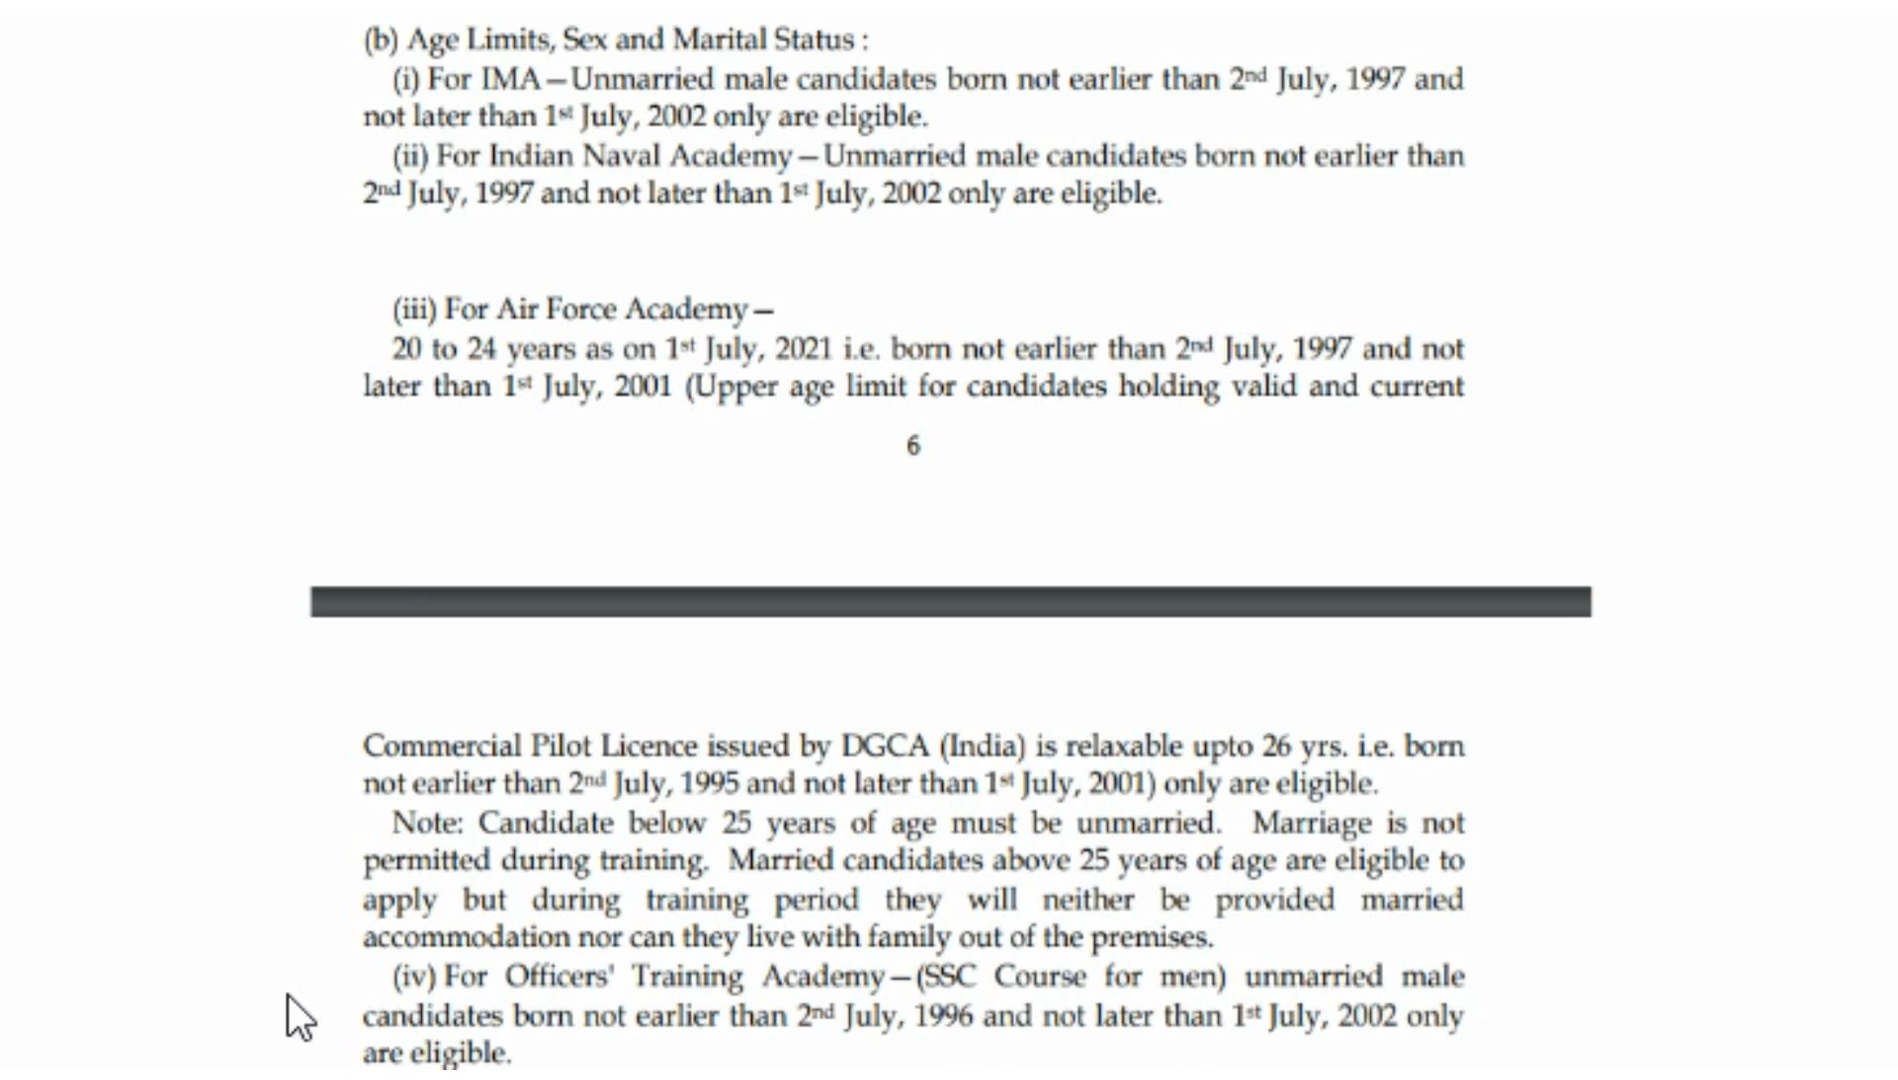 (b) Age Limits, Sex and Marital Status :
(i) For IMA—Unmarried male candidates born not earlier than 2nd July, 1997 and
not later than 1st July, 2002 only are eligible.
(ii) For Indian Naval Academy—Unmarried male candidates born not earlier than
2nd July, 1997 and not later than 1st July, 2002 only are eligible.
(iii) For Air Force Academy—
20 to 24 years as on 1st July, 2021 i.e. born not earlier than 2nd July, 1997 and not
later than 1st July, 2001 (Upper age limit for candidates holding valid and current
6
Commercial Pilot Licence issued by DGCA (India) is relaxable upto 26 yrs. i.e. born
not earlier than 2nd July, 1995 and not later than 1st July, 2001) only are eligible.
Note: Candidate below 25 years of age must be unmarried. Marriage is not
permitted during training. Married candidates above 25 years of age are eligible to
apply but during training period they will neither be provided married
accommodation nor can they live with family out of the premises.
(iv) For Officers' Training Academy—(SSC Course for men) unmarried male
candidates born not earlier than 2nd July, 1996 and not later than 1st July, 2002 only
are eligible.